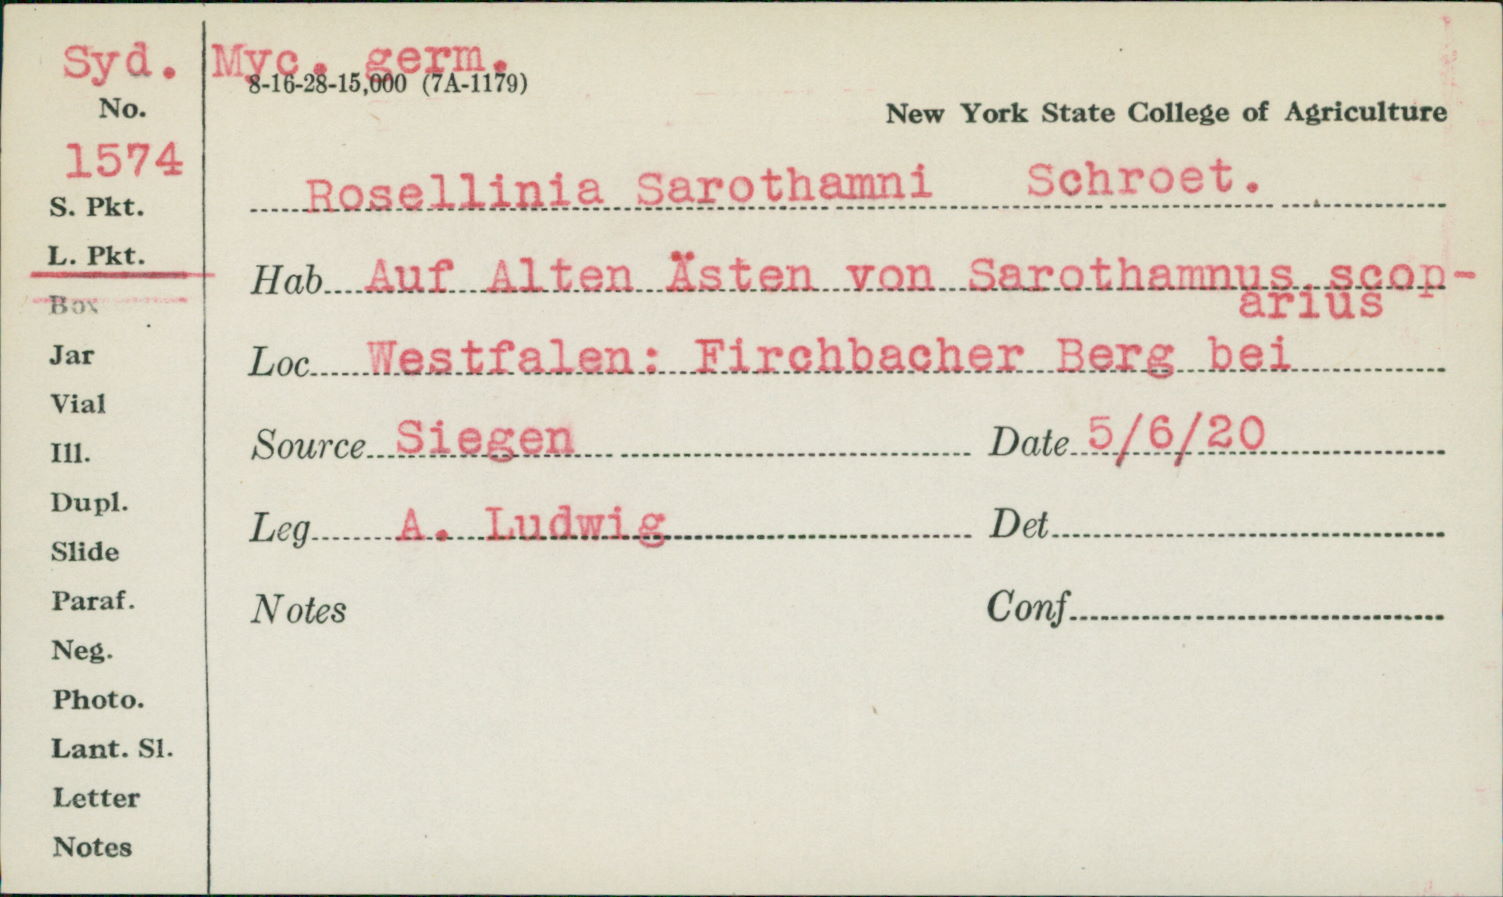 Syd. Myc. germ.
8-16-28-15,000 (7A-1179)
No.
New York State College of Agriculture
1574
Rosellinia Sarothamni Schroet.
S. Pkt.
L. Pkt.
Hab Auf Alten Ästen von Sarothamnus scop-
arius
Box
Jar
Loc Westfalen: Firchbacher Berg bei
Vial
Source Siegen Date 5/6/20
Ill.
Dupl.
Leg A. Ludwig Det
Slide
Paraf.
Notes Conf
Neg.
Photo.
Lant. Sl.
Letter
Notes